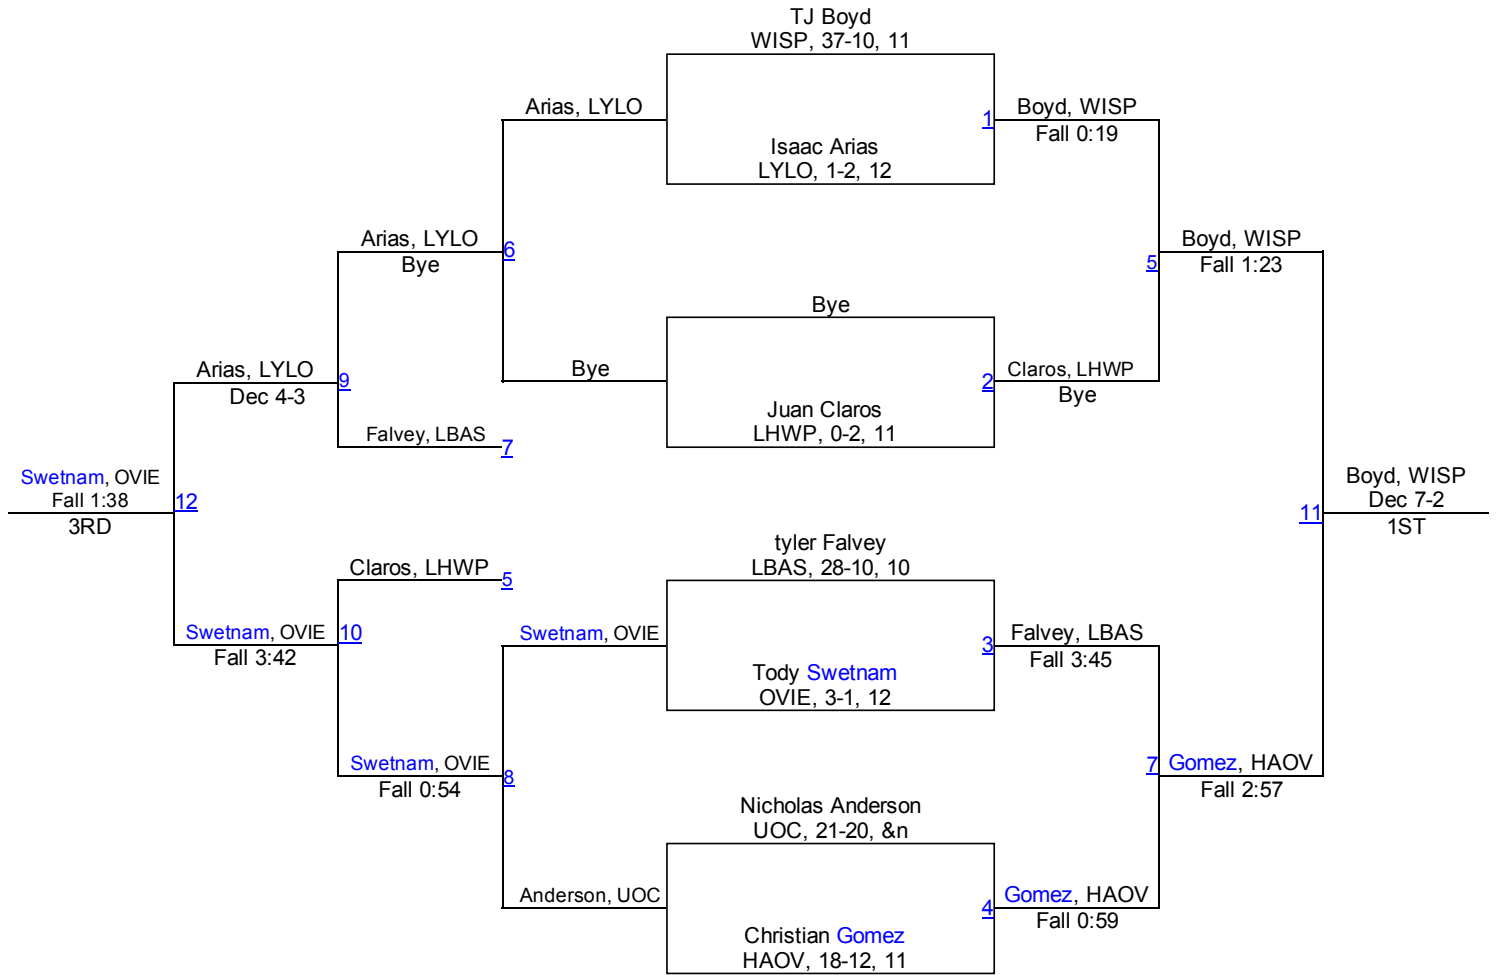 TJ Boyd
WISP, 37-10, 11
Arias, LYLO
1
Boyd, WISP
Fall 0:19
Isaac Arias
LYLO, 1-2, 12
Arias, LYLO
Bye
6
Boyd, WISP
Fall 1:23
5
Bye
Arias, LYLO
Dec 4-3
9
Bye
2
Claros, LHWP
Bye
Juan Claros
LHWP, 0-2, 11
Falvey, LBAS
7
Swetnam, OVIE
Fall 1:38
3RD
12
Boyd, WISP
Dec 7-2
1ST
11
tyler Falvey
LBAS, 28-10, 10
Claros, LHWP
5
Swetnam, OVIE
Fall 3:42
10
Swetnam, OVIE
3
Falvey, LBAS
Fall 3:45
Tody Swetnam
OVIE, 3-1, 12
Swetnam, OVIE
Fall 0:54
8
7
Gomez, HAOV
Fall 2:57
Nicholas Anderson
UOC, 21-20, &n
Anderson, UOC
4
Gomez, HAOV
Fall 0:59
Christian Gomez
HAOV, 18-12, 11